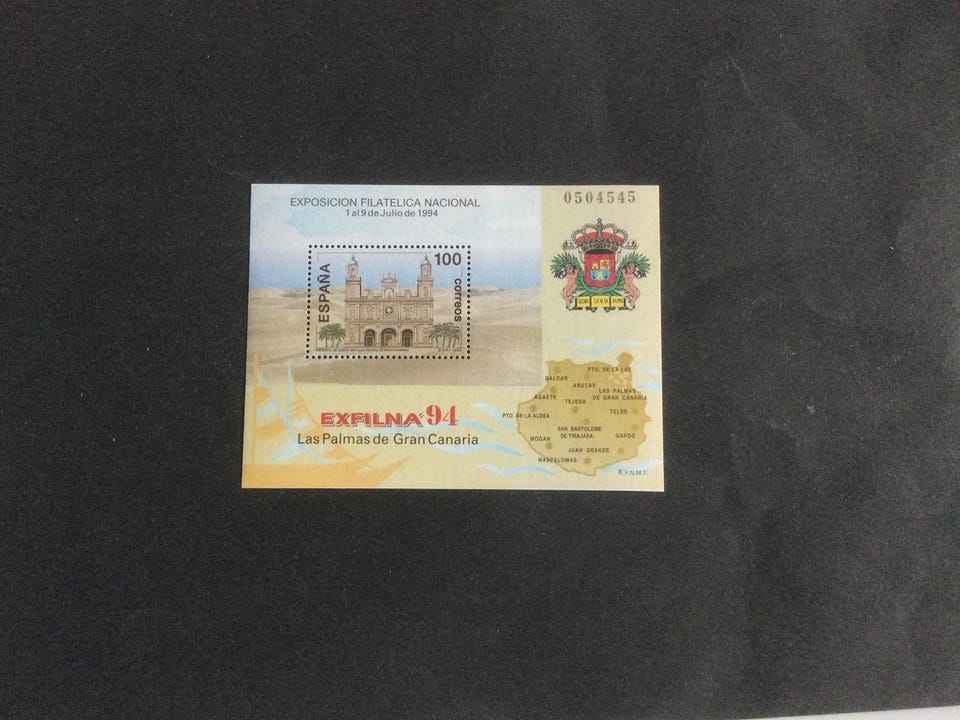 EXPOSICION FILATELICA NACIONAL
1 al 9 de Julio de 1994
0504545
100
ESPAÑA
correos
EXFILNA'94
Las Palmas de Gran Canaria
PTO. DE LA LUZ
GALDAR
ARUCAS
LAS PALMAS
DE GRAN CANARIA
AGAETE
TEJEDA
TELDE
PTO. DE LA ALDEA
SAN BARTOLOME
DE TIRAJANA
GANDO
MOGAN
JUAN GRANDE
MASPALOMAS
F.N.M.T.